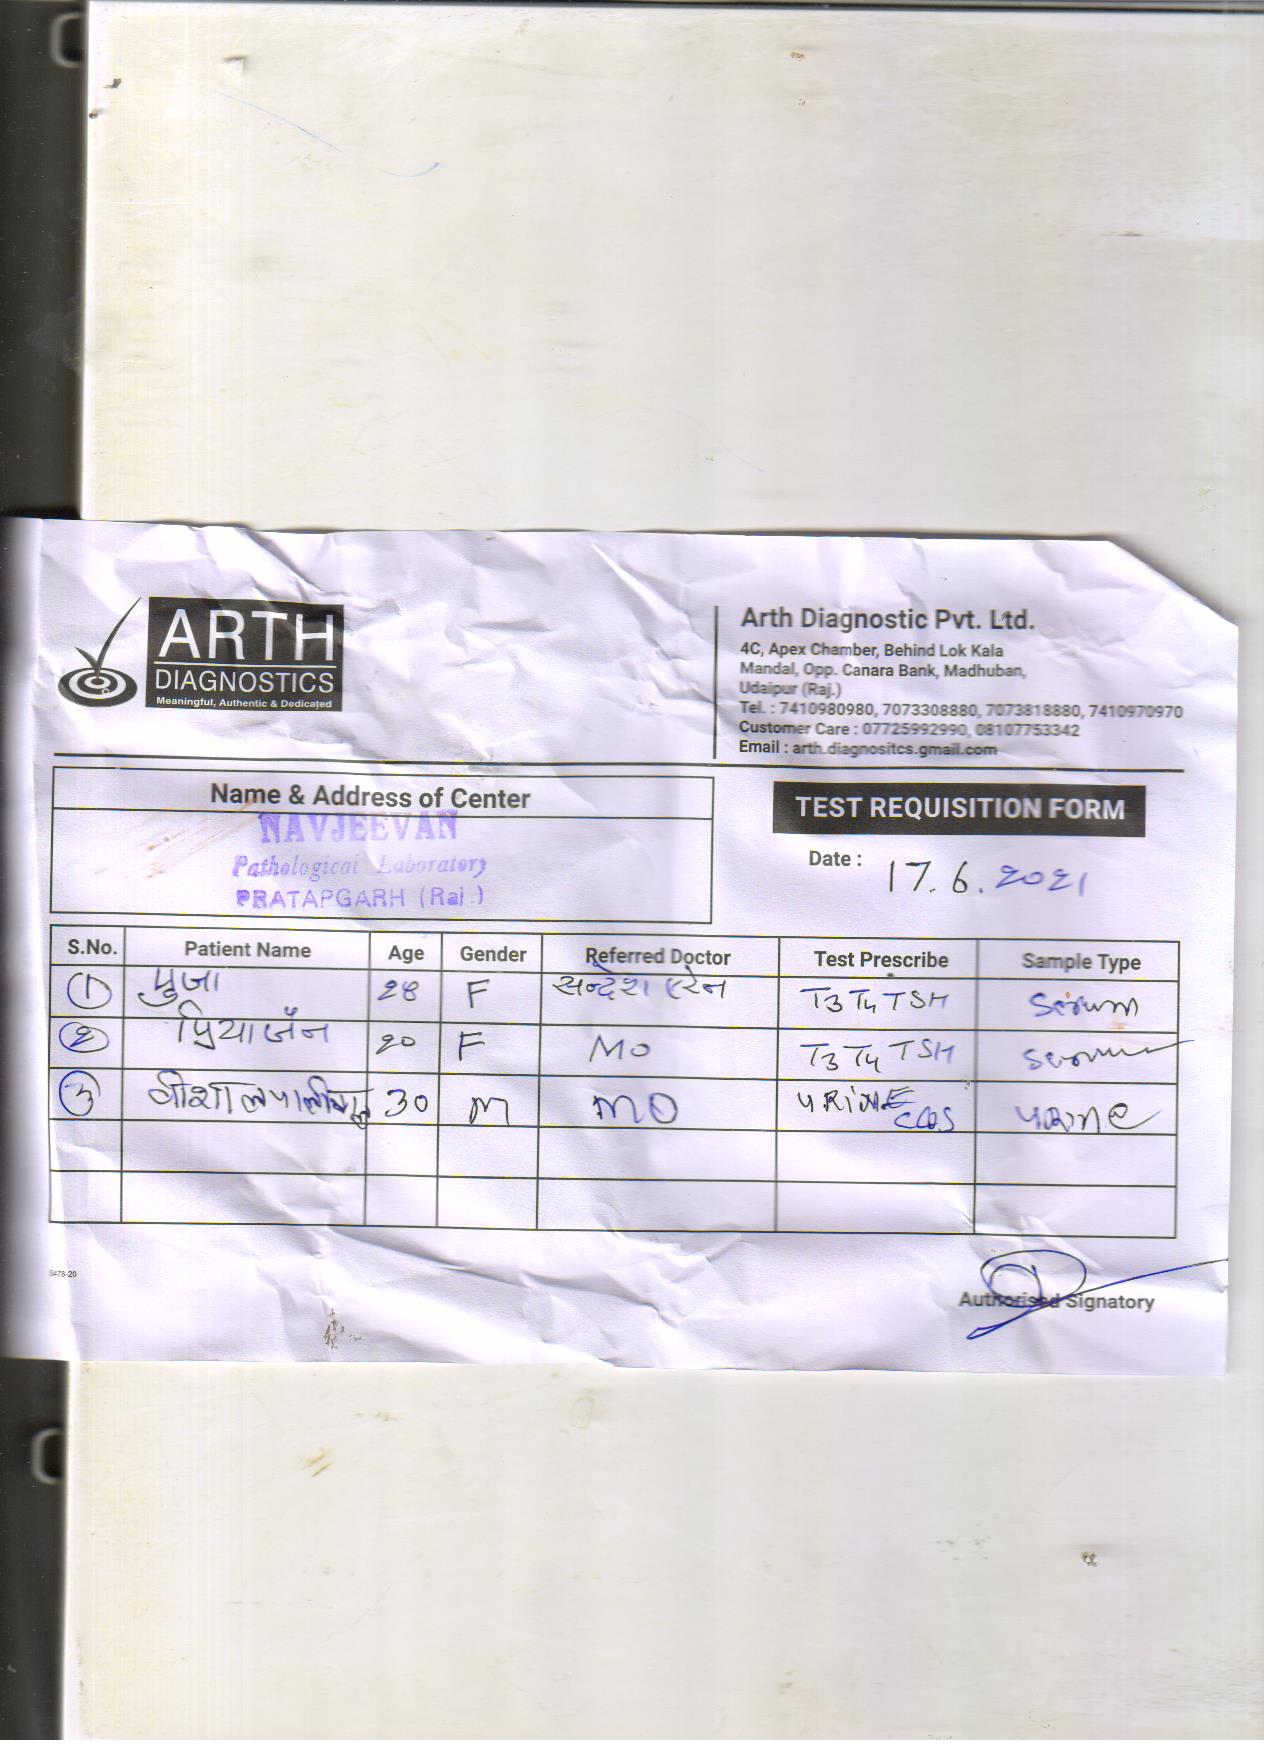 ARTH
DIAGNOSTICS
Meaningful, Authentic & Dedicated
Arth Diagnostic Pvt. Ltd.
4C, Apex Chamber, Behind Lok Kala
Mandal, Opp. Canara Bank, Madhuban,
Udaipur (Raj.)
Tel. : 7410980980, 7073308880, 7073818880, 7410970970
Customer Care : 07725992990, 08107753342
Email : arth.diagnositcs.gmail.com
Name & Address of Center
NAVJEEVAN
Pathological Laboratory
PRATAPGARH (Raj.)
TEST REQUISITION FORM
Date : 17.6.2021
S.No. Patient Name Age Gender Referred Doctor Test Prescribe Sample Type
1 पुजा 28 F सन्देश T3 T4 TSH Serum
2 प्रिया जैन 20 F MO T3 T4 TSH Serum
3 30 M MO URINE URINE
S478-20
Authorised Signatory